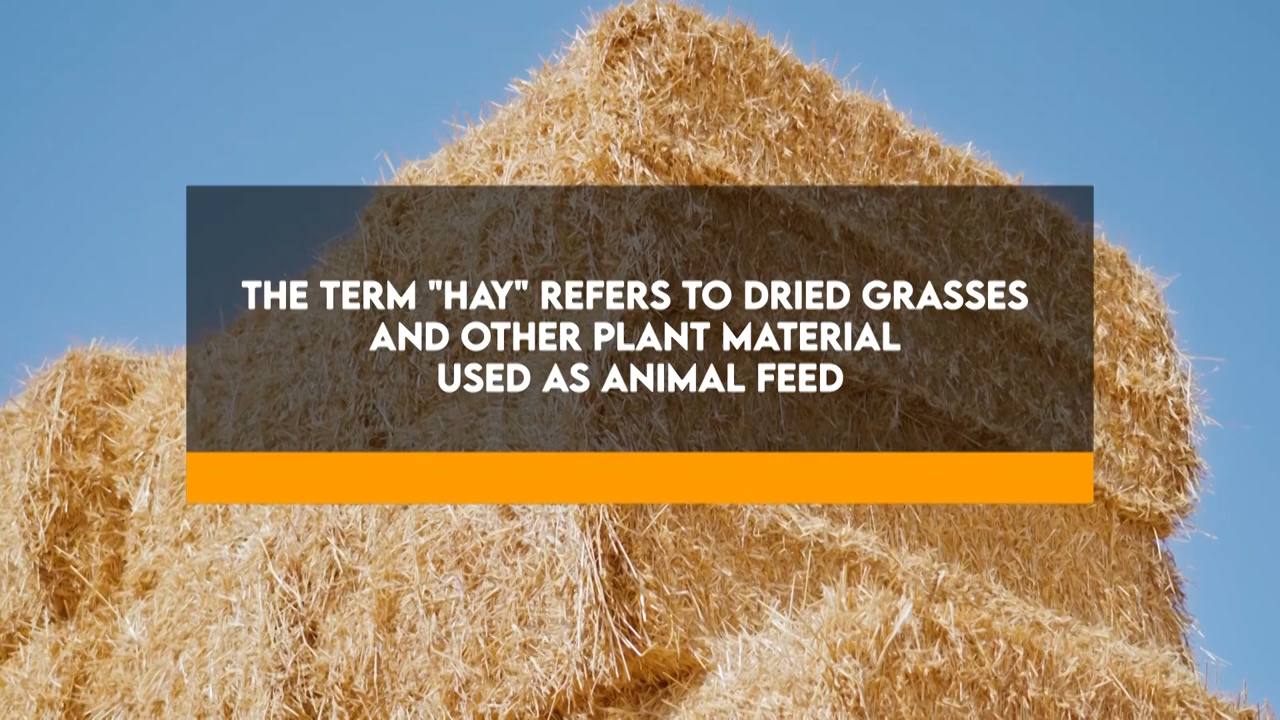 THE TERM "HAY" REFERS TO DRIED GRASSES
AND OTHER PLANT MATERIAL
USED AS ANIMAL FEED